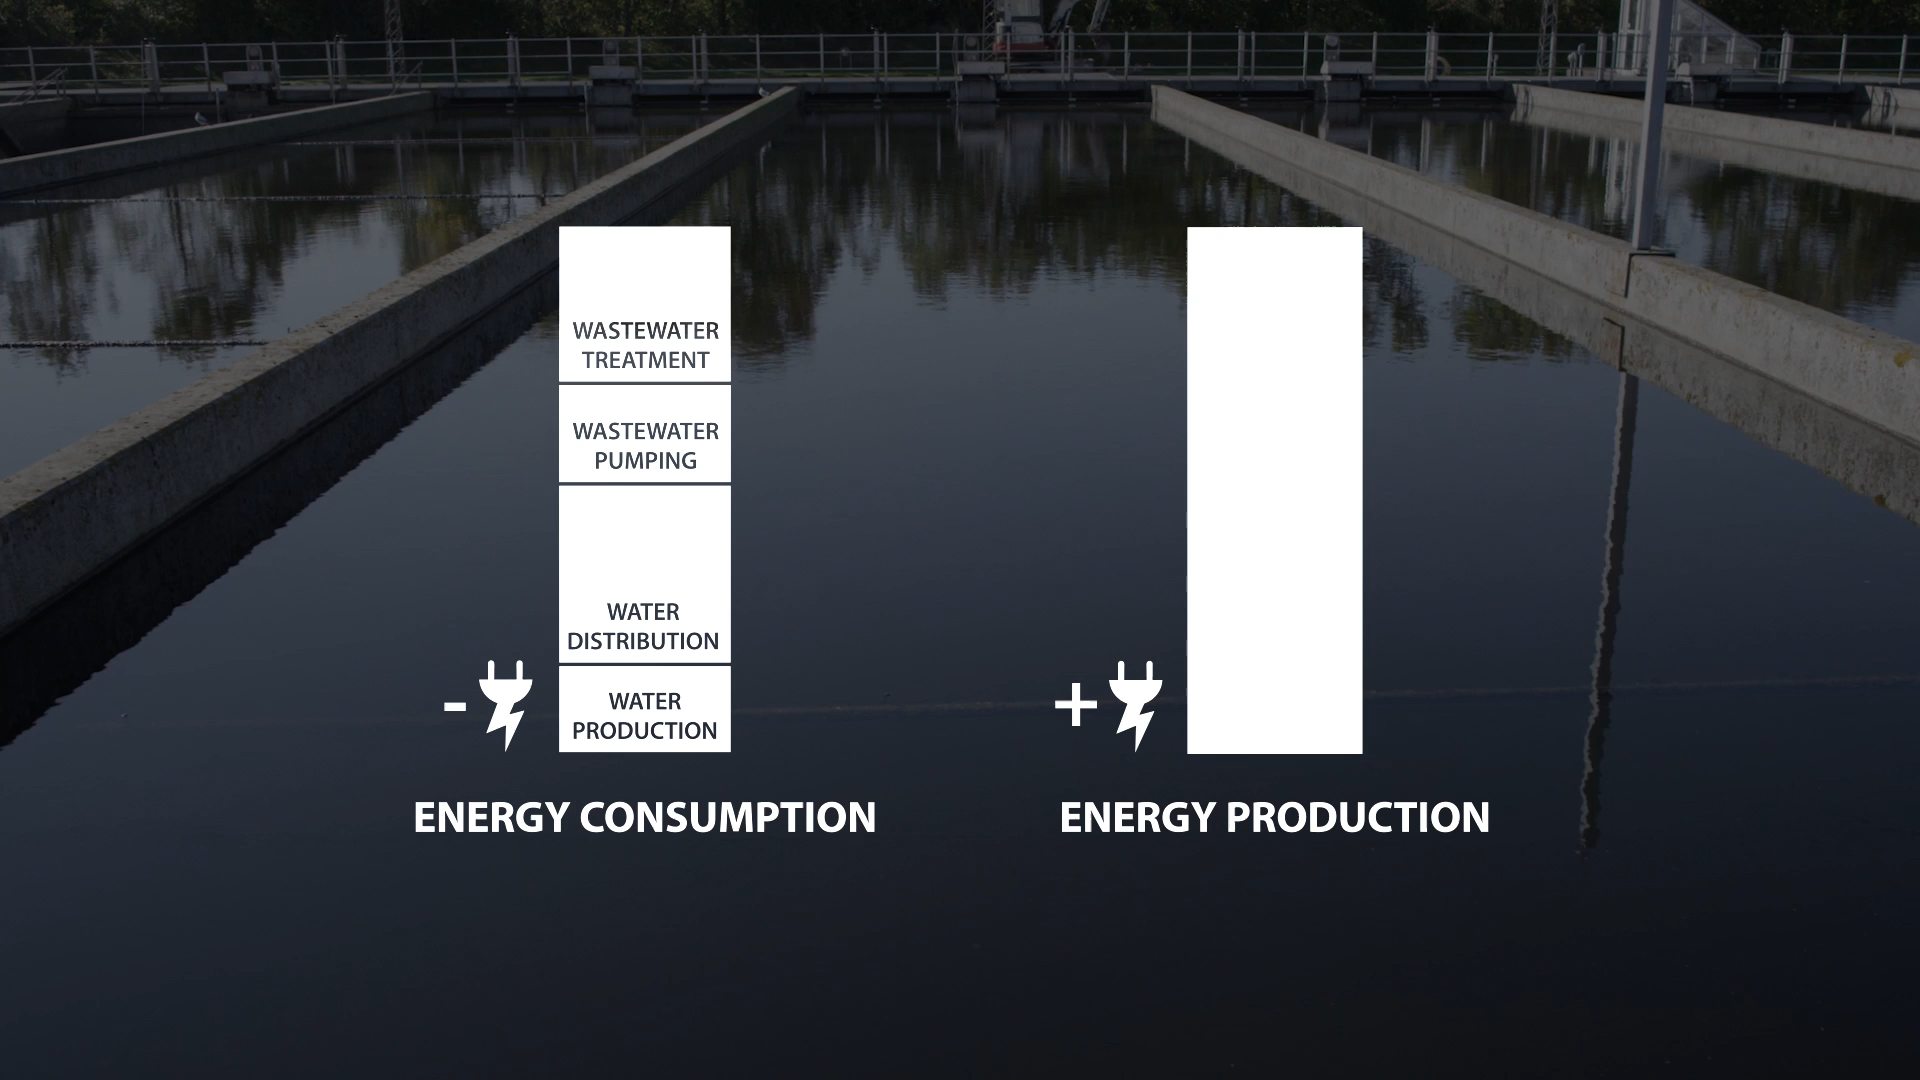 WASTEWATER
TREATMENT
WASTEWATER
PUMPING
WATER
DISTRIBUTION
WATER
PRODUCTION
-
+
ENERGY CONSUMPTION
ENERGY PRODUCTION